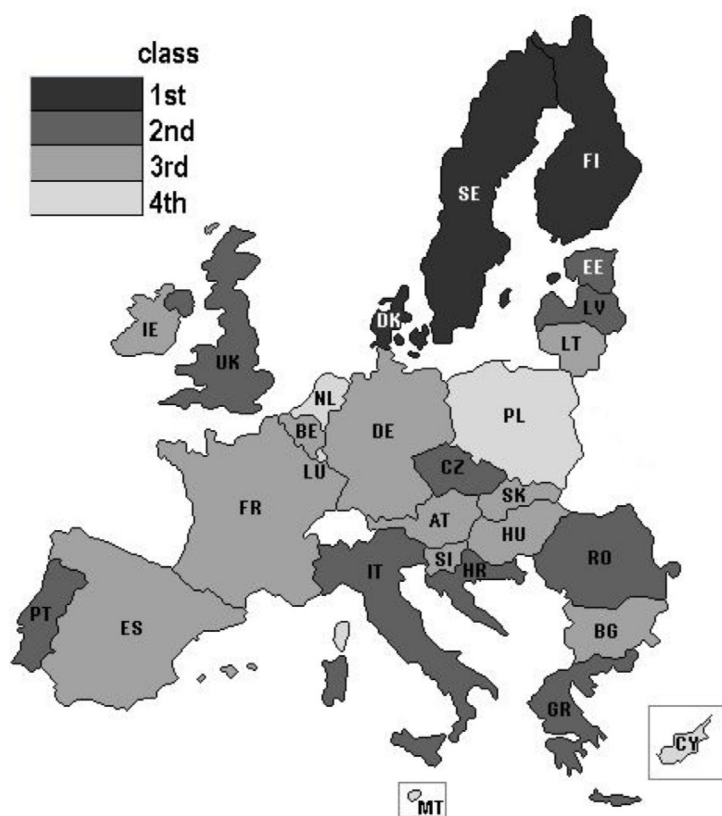 class
1st
2nd
3rd
4th
FI
SE
EE
DK
LV
IE
LT
UK
NL
PL
BE
DE
LU
CZ
SK
FR
AT
HU
SI
HR
RO
IT
PT
ES
BG
GR
CY
MT